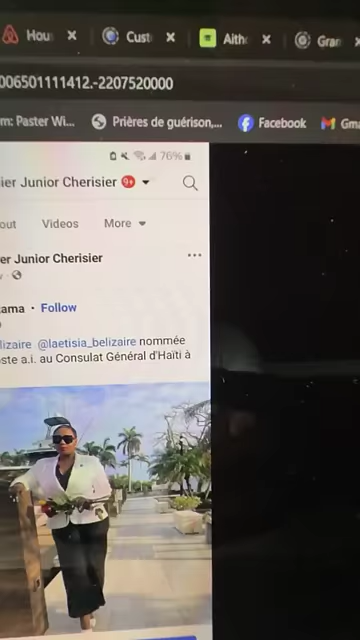 Hou
Cust
Aith
Gran
006501111412.-2207520000
m: Paster Wi...
Prières de guérison,...
Facebook
Gma
76%
ier Junior Cherisier 9+
out
Videos
More
er Junior Cherisier
ama • Follow
lizaire @laetisia_belizaire nommée
ste a.i. au Consulat Général d'Haïti à